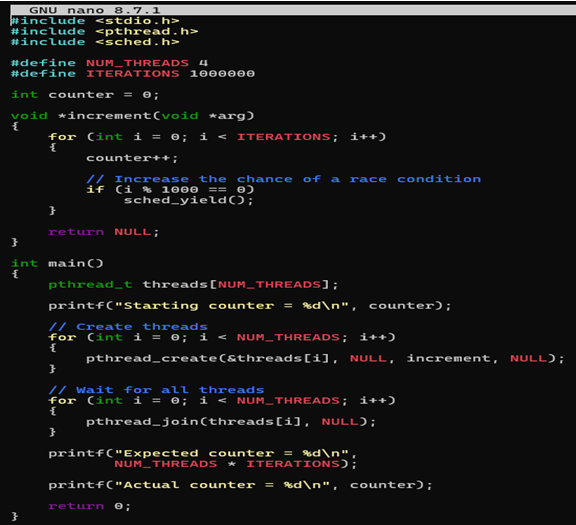 GNU nano 8.7.1
#include <stdio.h>
#include <pthread.h>
#include <sched.h>

#define NUM_THREADS 4
#define ITERATIONS 1000000

int counter = 0;

void *increment(void *arg)
{
    for (int i = 0; i < ITERATIONS; i++)
    {
        counter++;

        // Increase the chance of a race condition
        if (i % 1000 == 0)
            sched_yield();
    }

    return NULL;
}

int main()
{
    pthread_t threads[NUM_THREADS];

    printf("Starting counter = %d\n", counter);

    // Create threads
    for (int i = 0; i < NUM_THREADS; i++)
    {
        pthread_create(&threads[i], NULL, increment, NULL);
    }

    // Wait for all threads
    for (int i = 0; i < NUM_THREADS; i++)
    {
        pthread_join(threads[i], NULL);
    }

    printf("Expected counter = %d\n",
           NUM_THREADS * ITERATIONS);

    printf("Actual counter = %d\n", counter);

    return 0;
}